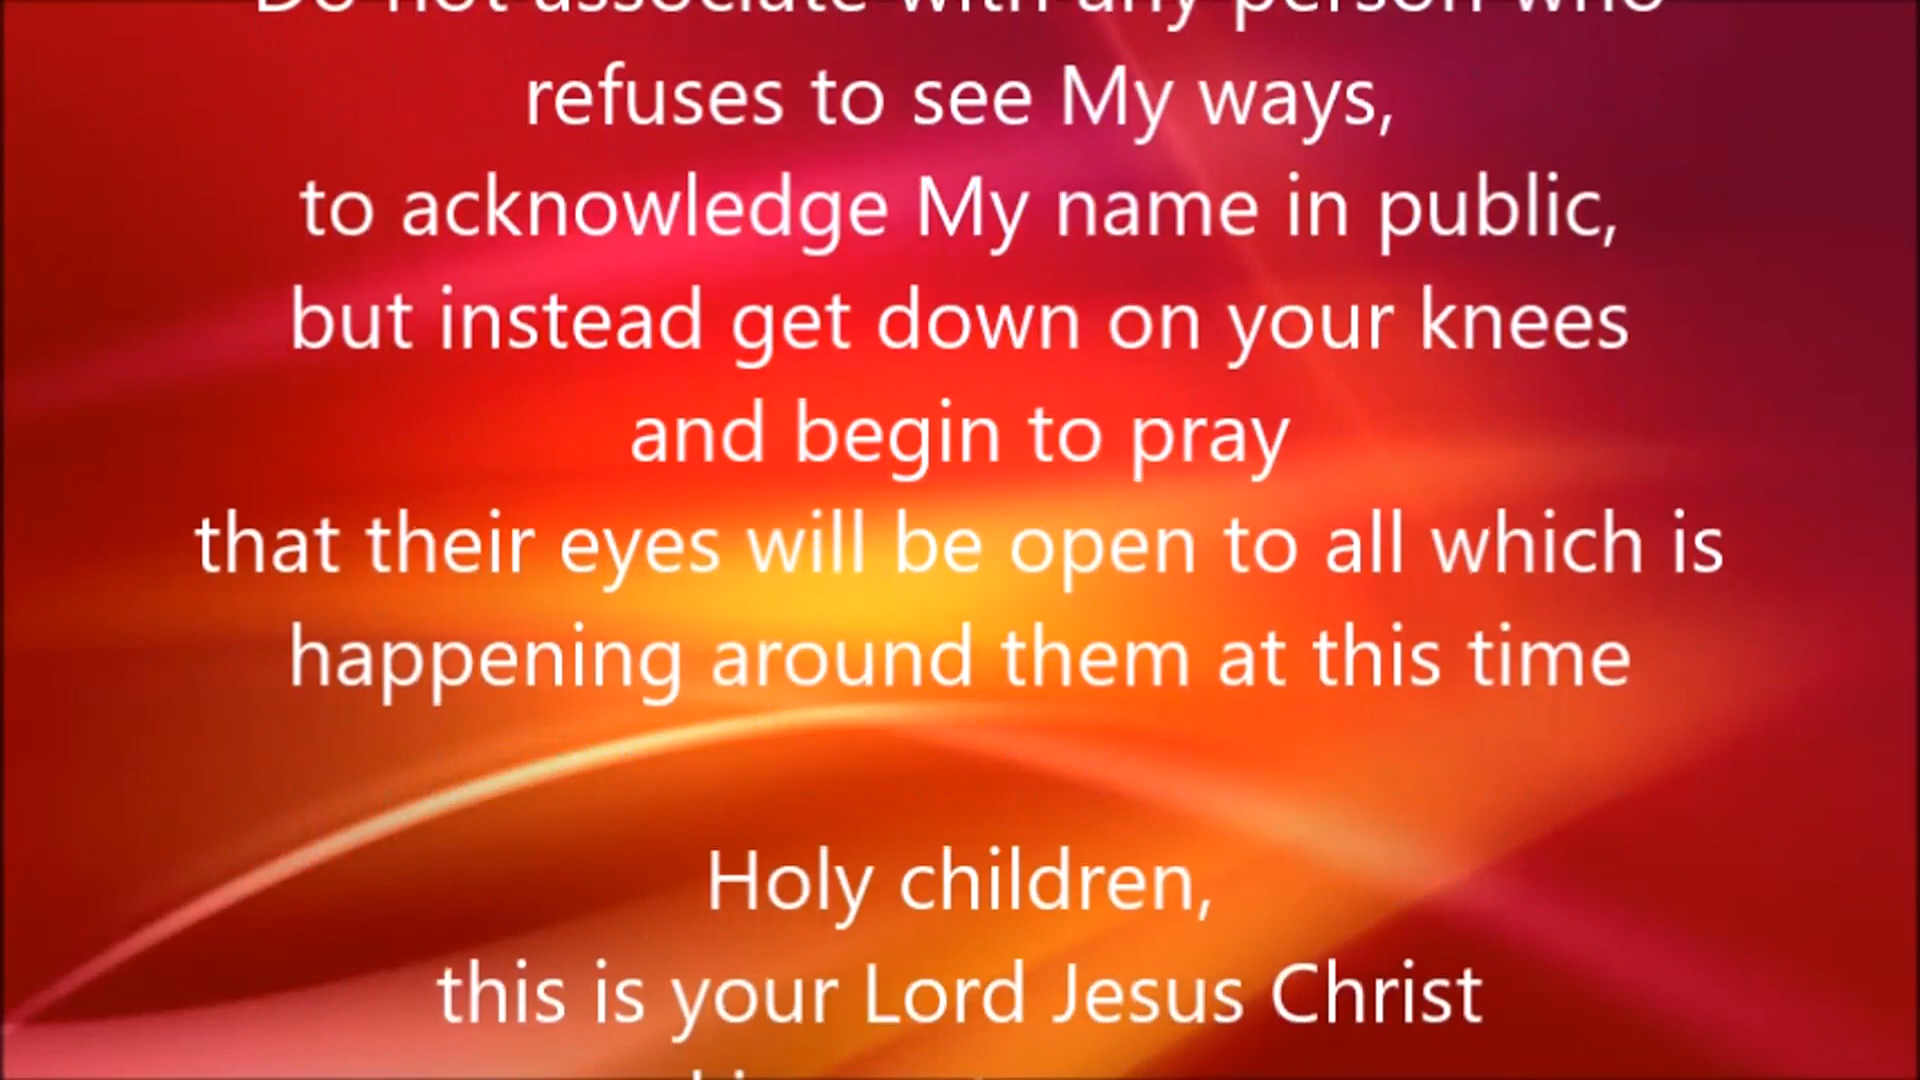 Do not associate with any person who
refuses to see My ways,
to acknowledge My name in public,
but instead get down on your knees
and begin to pray
that their eyes will be open to all which is
happening around them at this time
Holy children,
this is your Lord Jesus Christ